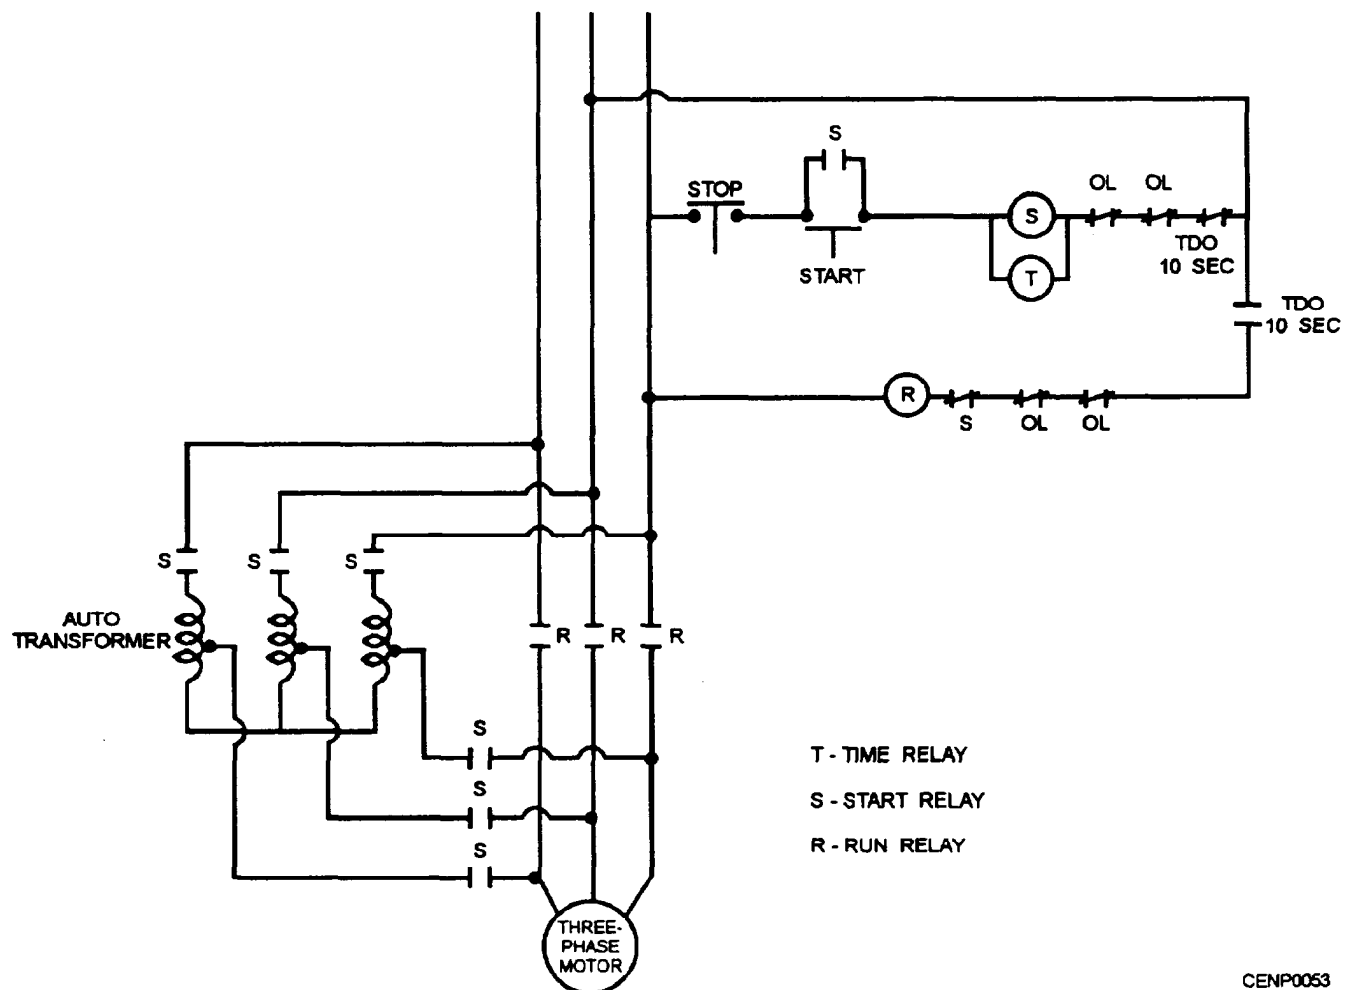 S
STOP
OL OL
S
TDO
10 SEC
START
T
TDO
10 SEC
R
S OL OL
S S S
AUTO
TRANSFORMER
R R R
S
S
S
T - TIME RELAY
S - START RELAY
R - RUN RELAY
THREE-
PHASE
MOTOR
CENP0053